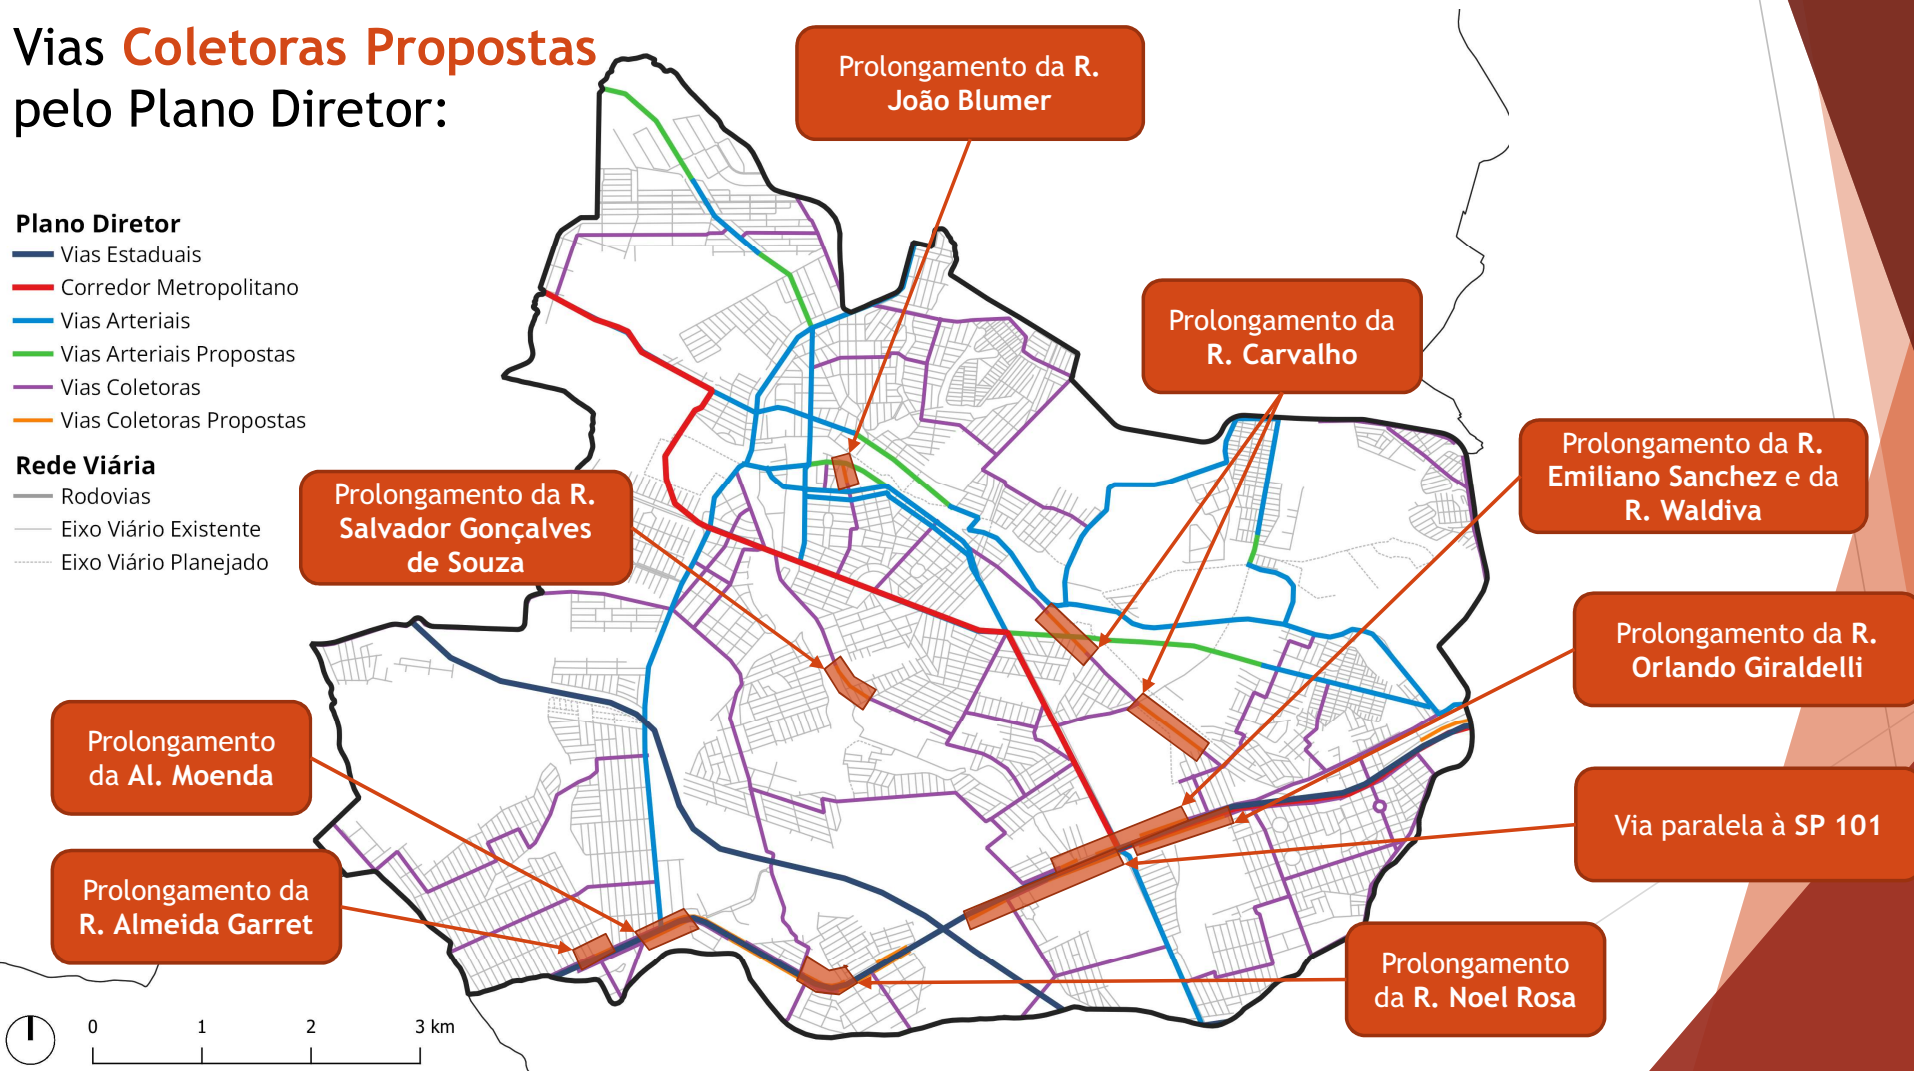 Vias Coletoras Propostas
pelo Plano Diretor:
Plano Diretor
Vias Estaduais
Corredor Metropolitano
Vias Arteriais
Vias Arteriais Propostas
Vias Coletoras
Vias Coletoras Propostas
Rede Viária
Rodovias
Eixo Viário Existente
Eixo Viário Planejado
Prolongamento da R.
João Blumer
Prolongamento da
R. Carvalho
Prolongamento da R.
Emiliano Sanchez e da
R. Waldiva
Prolongamento da R.
Salvador Gonçalves
de Souza
Prolongamento da R.
Orlando Giraldelli
Prolongamento
da Al. Moenda
Via paralela à SP 101
Prolongamento da
R. Almeida Garret
Prolongamento
da R. Noel Rosa
0 1 2 3 km